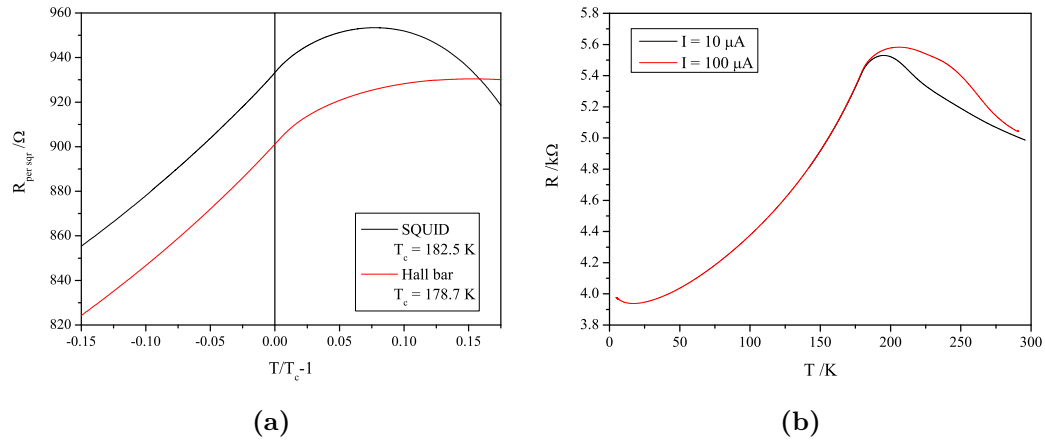 960
940
920
900
880
860
840
820
R_per sqr /Ω
SQUID
T_c = 182.5 K
Hall bar
T_c = 178.7 K
-0.15 -0.10 -0.05 0.00 0.05 0.10 0.15
T/T_c-1
(a)
5.8
5.6
5.4
5.2
5.0
4.8
4.6
4.4
4.2
4.0
3.8
R /kΩ
I = 10 μA
I = 100 μA
0 50 100 150 200 250 300
T /K
(b)